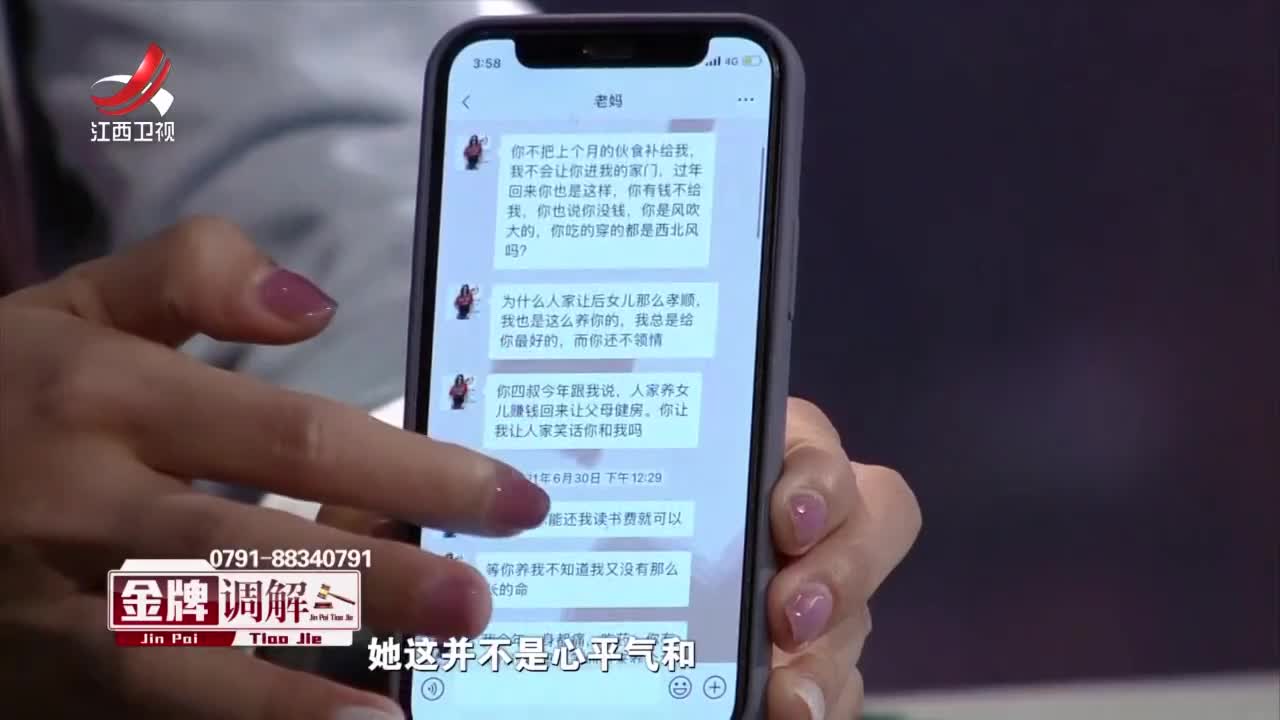 江西卫视
3:58
4G
老妈
你不把上个月的伙食补给我，
我不会让你进我的家门，过年
回来你也是这样，你有钱不给
我，你也说你没钱，你是风吹
大的，你吃的穿的都是西北风
吗？
为什么人家让后女儿那么孝顺，
我也是这么养你的，我总是给
你最好的，而你还不领情
你四叔今年跟我说，人家养女
儿赚钱回来让父母健房。你让
我让人家笑话你和我吗
21年6月30日 下午12:29
能还我读书费就可以
等你养我不知道我又没有那么
长的命
0791-88340791
金牌调解
Jin Pai Tiao Jie
Jin Pai Tiao Jie
她这并不是心平气和